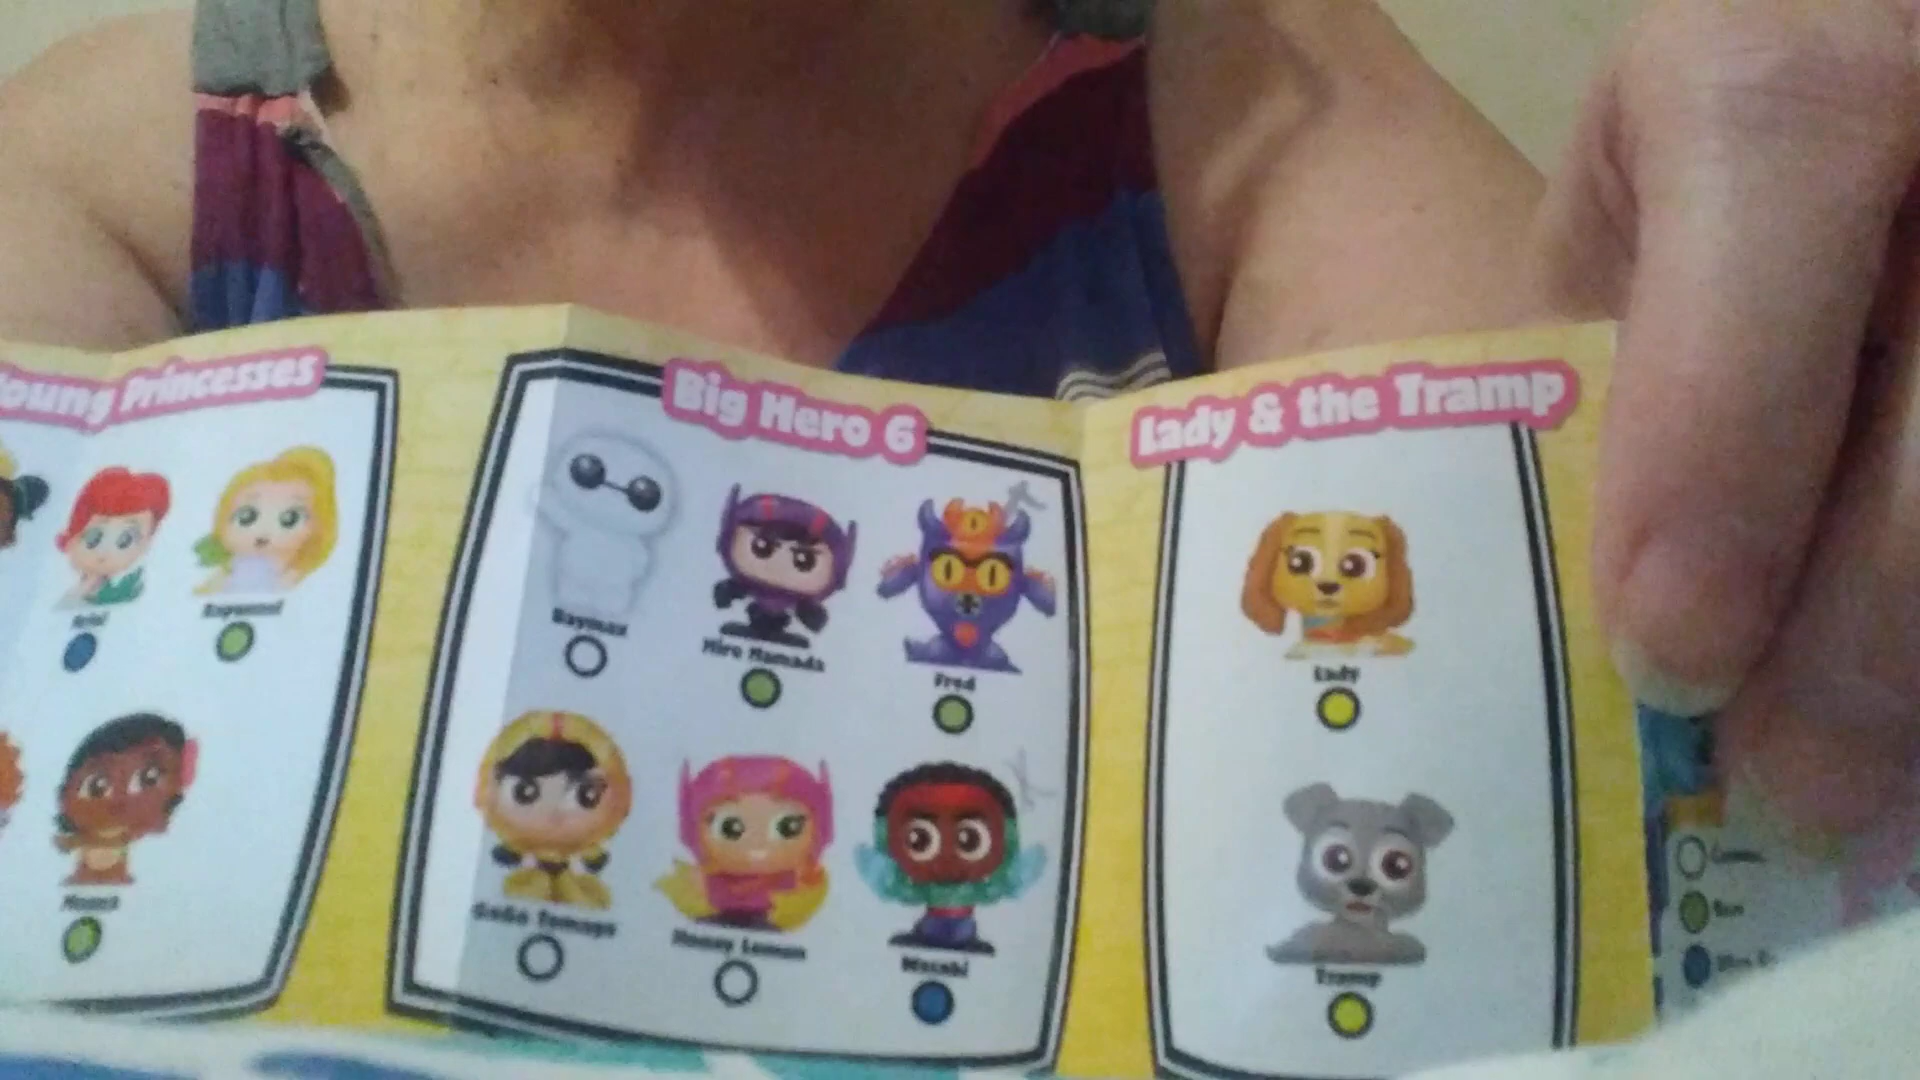 Young Princesses
Big Hero 6
Lady & the Tramp
Ariel
Rapunzel
Baymax
Hiro Hamada
Fred
Lady
Moana
GoGo Tomago
Honey Lemon
Wasabi
Tramp